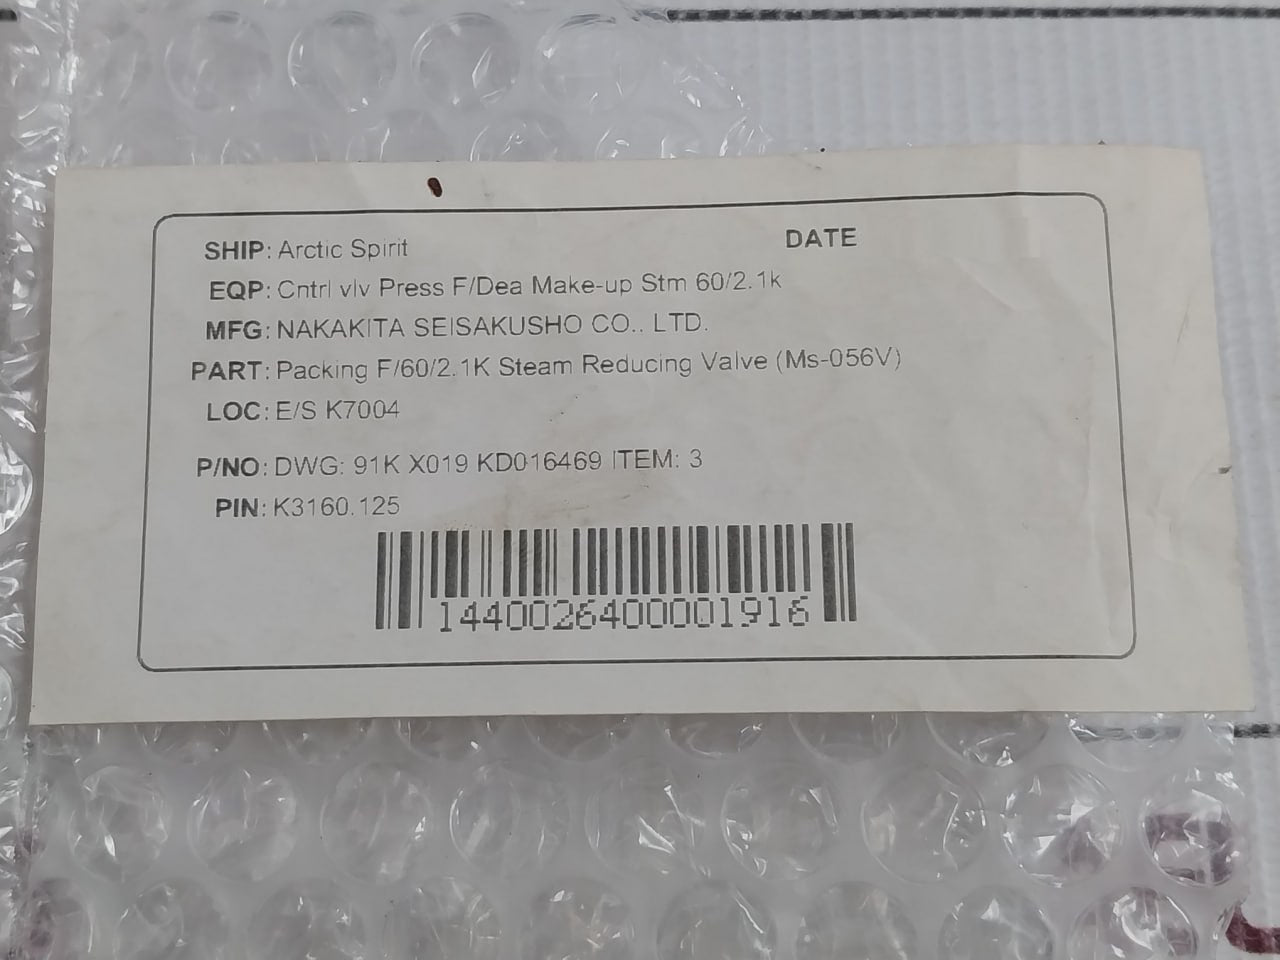 SHIP: Arctic Spirit DATE
EQP: Cntrl vlv Press F/Dea Make-up Stm 60/2.1k
MFG: NAKAKITA SEISAKUSHO CO., LTD.
PART: Packing F/60/2.1K Steam Reducing Valve (Ms-056V)
LOC: E/S K7004
P/NO: DWG: 91K X019 KD016469 ITEM: 3
PIN: K3160.125
1440026400001916